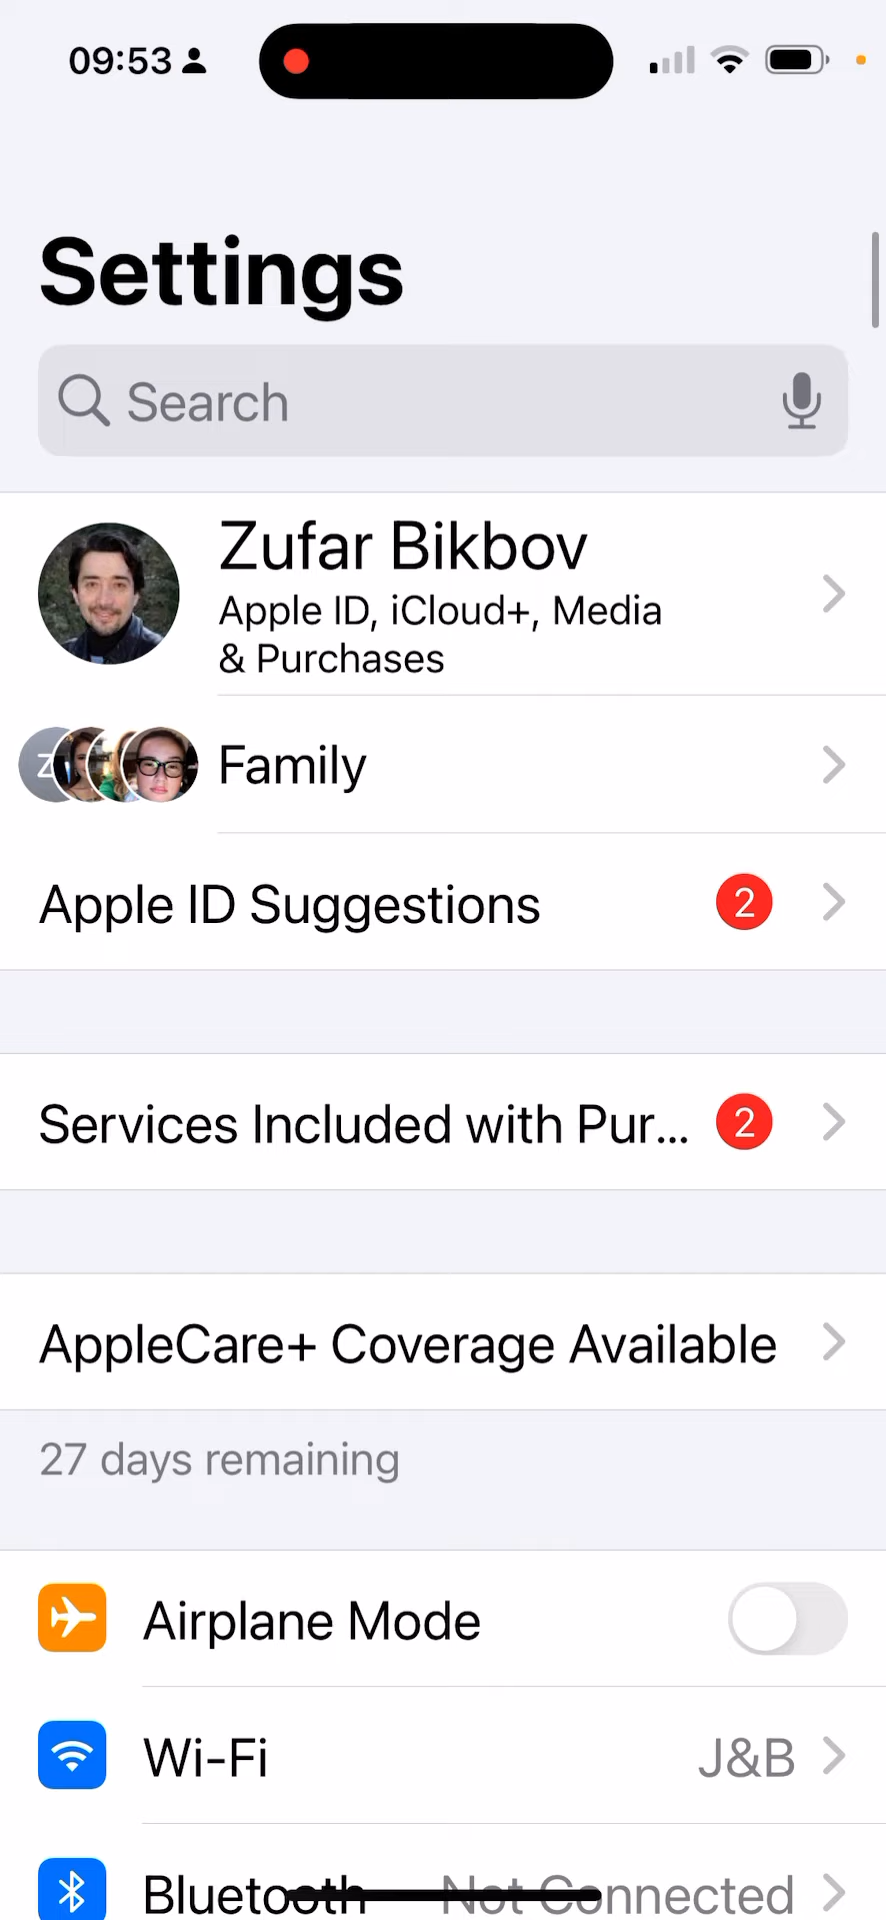 09:53
Settings
Search
Zufar Bikbov
Apple ID, iCloud+, Media
& Purchases
Z
Family
Apple ID Suggestions 2
Services Included with Pur... 2
AppleCare+ Coverage Available
27 days remaining
Airplane Mode
Wi-Fi J&B
Bluetooth Not Connected